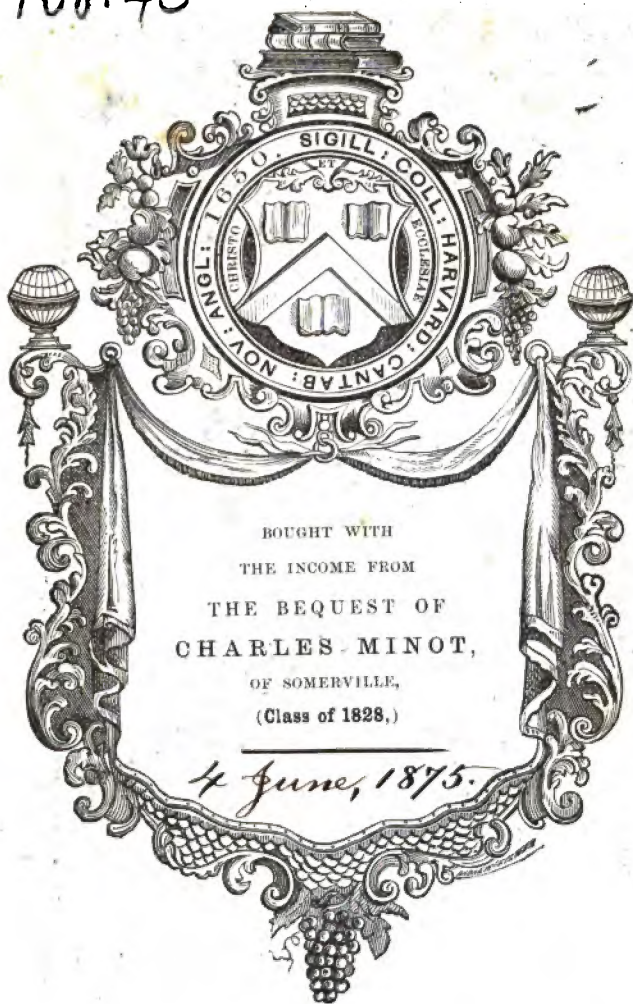 SIGILL: COLL: HARVARD: CANTAB: NOV: ANGL: 1650.
ET
CHRISTO
ECCLESIAE
BOUGHT WITH
THE INCOME FROM
THE BEQUEST OF
CHARLES MINOT,
OF SOMERVILLE,
(Class of 1828,)
4 June, 1875.